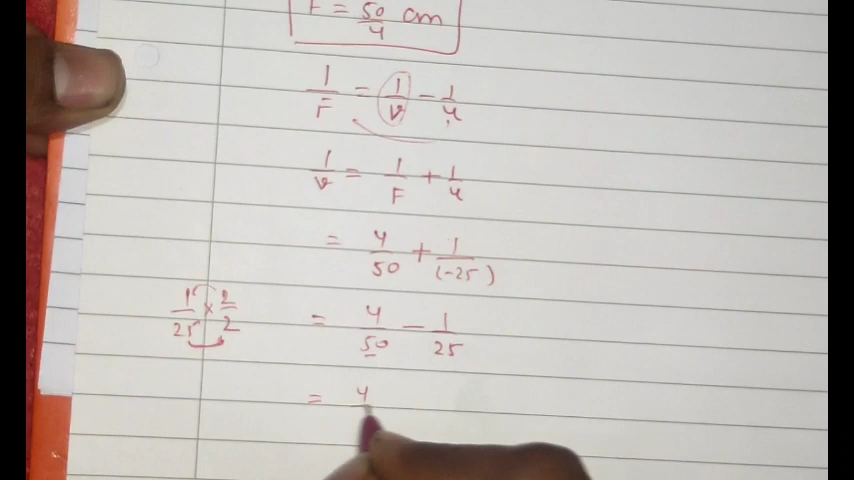 F = 50/4 cm
1/F = 1/v - 1/u
1/v = 1/F + 1/u
= 4/50 + 1/(-25)
1/25 × 2/2
= 4/50 - 1/25
= 4